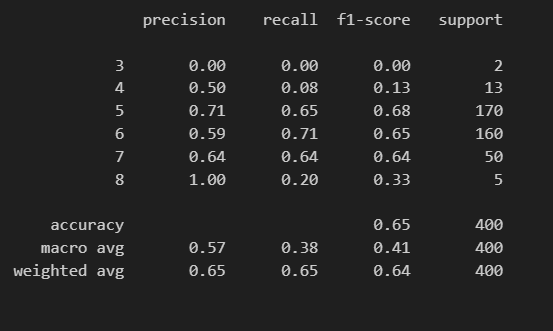 precision recall f1-score support
3 0.00 0.00 0.00 2
4 0.50 0.08 0.13 13
5 0.71 0.65 0.68 170
6 0.59 0.71 0.65 160
7 0.64 0.64 0.64 50
8 1.00 0.20 0.33 5
accuracy 0.65 400
macro avg 0.57 0.38 0.41 400
weighted avg 0.65 0.65 0.64 400